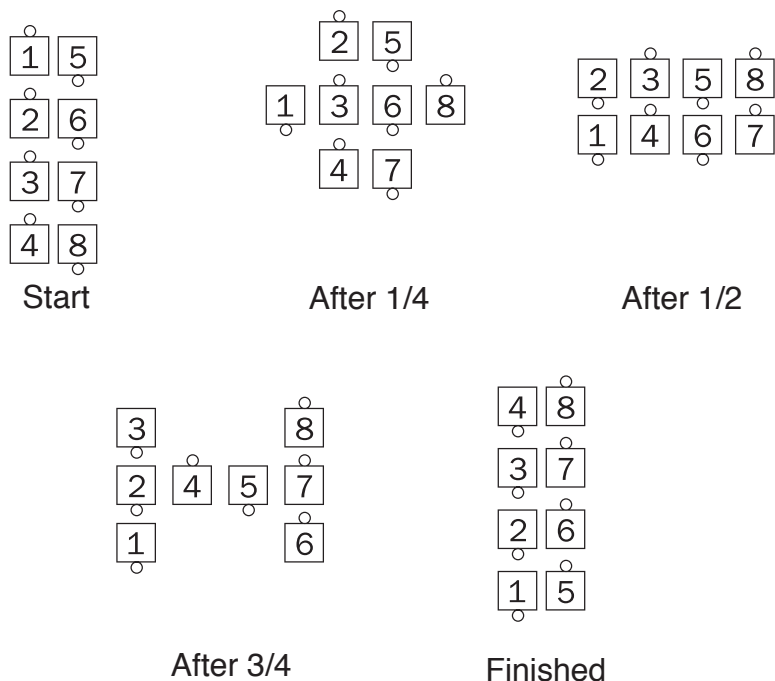 1 5
2 6
3 7
4 8
Start
2 5
1 3 6 8
4 7
After 1/4
2 3 5 8
1 4 6 7
After 1/2
3 8
2 4 5 7
1 6
After 3/4
4 8
3 7
2 6
1 5
Finished